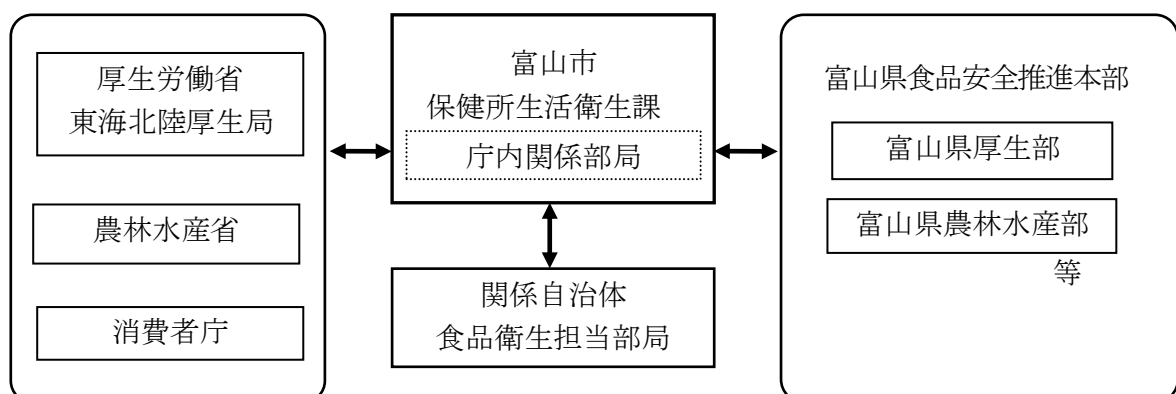 厚生労働省
東海北陸厚生局
農林水産省
消費者庁
富山市
保健所生活衛生課
庁内関係部局
関係自治体
食品衛生担当部局
富山県食品安全推進本部
富山県厚生部
富山県農林水産部
等